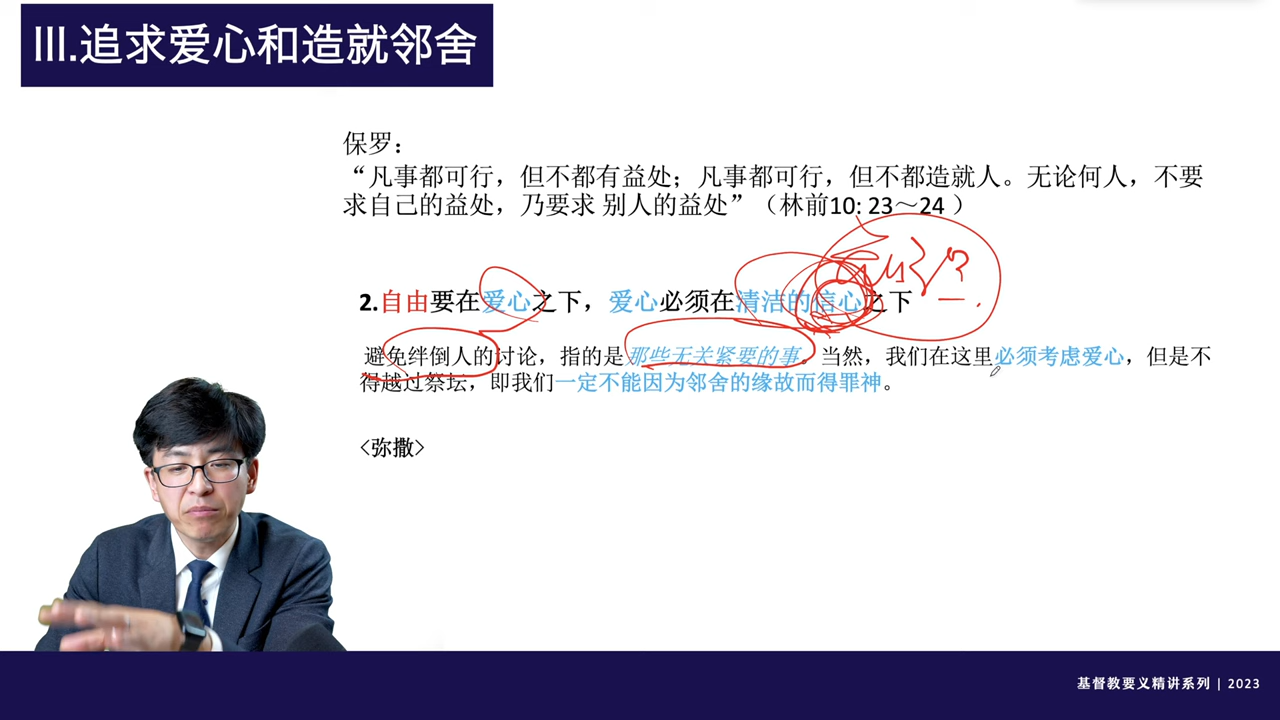 III.追求爱心和造就邻舍
保罗：
“凡事都可行，但不都有益处；凡事都可行，但不都造就人。无论何人，不要
求自己的益处，乃要求 别人的益处”（林前10: 23～24 ）
2.自由要在爱心之下，爱心必须在清洁的信心之下
避免绊倒人的讨论，指的是那些无关紧要的事。当然，我们在这里必须考虑爱心，但是不
得越过祭坛，即我们一定不能因为邻舍的缘故而得罪神。
<弥撒>
基督教要义精讲系列 | 2023